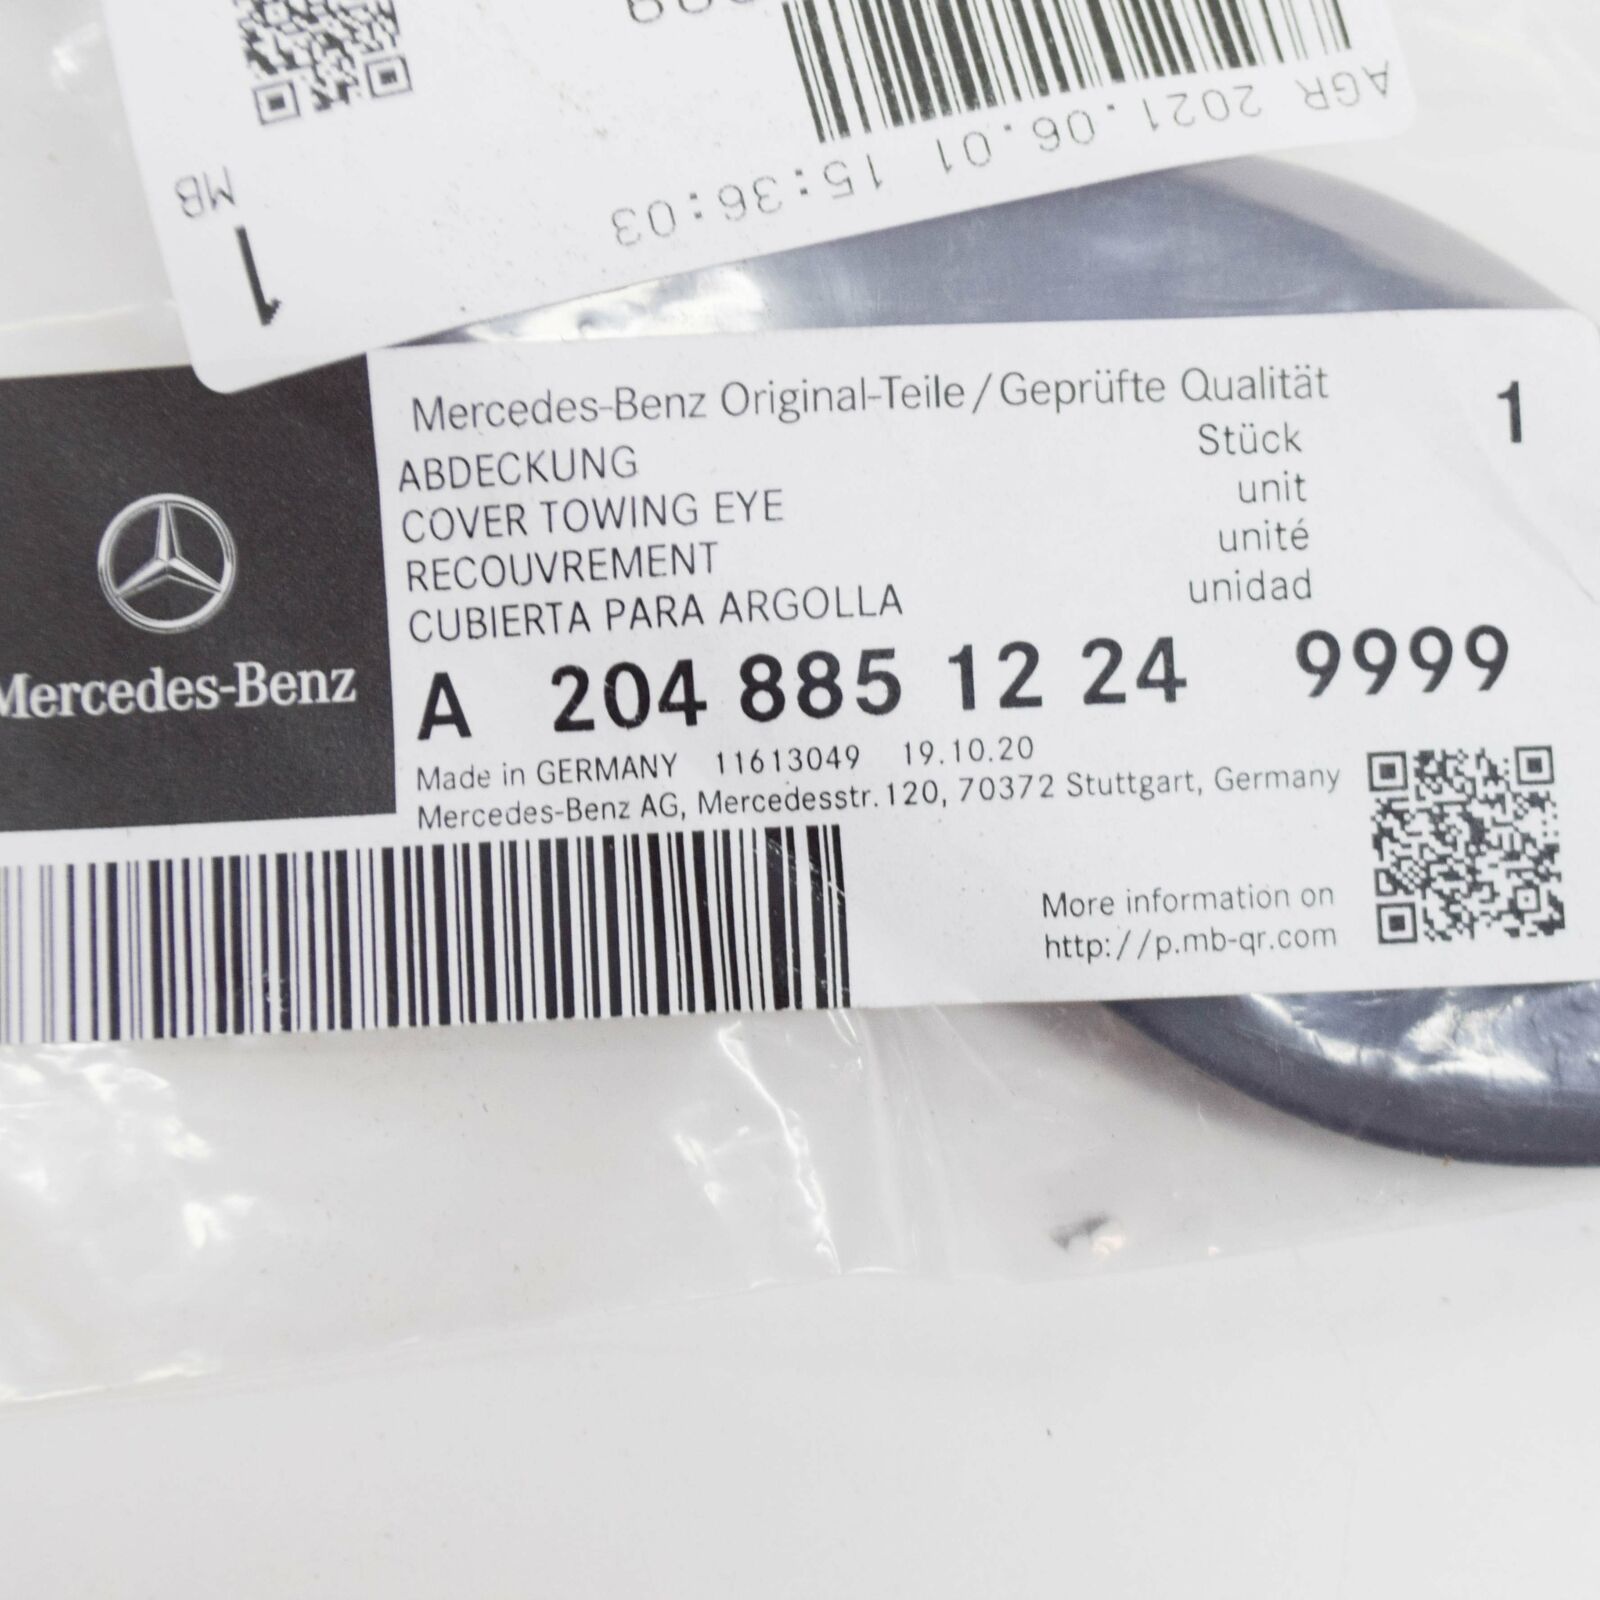 AGR 2021.06.01 15:36:03
MB
1
Mercedes-Benz
Mercedes-Benz Original-Teile/Geprüfte Qualität
ABDECKUNG
COVER TOWING EYE
RECOUVREMENT
CUBIERTA PARA ARGOLLA
Stück
unit
unité
unidad
1
A 204 885 12 24 9999
Made in GERMANY 11613049 19.10.20
Mercedes-Benz AG, Mercedesstr. 120, 70372 Stuttgart, Germany
More information on
http://p.mb-qr.com